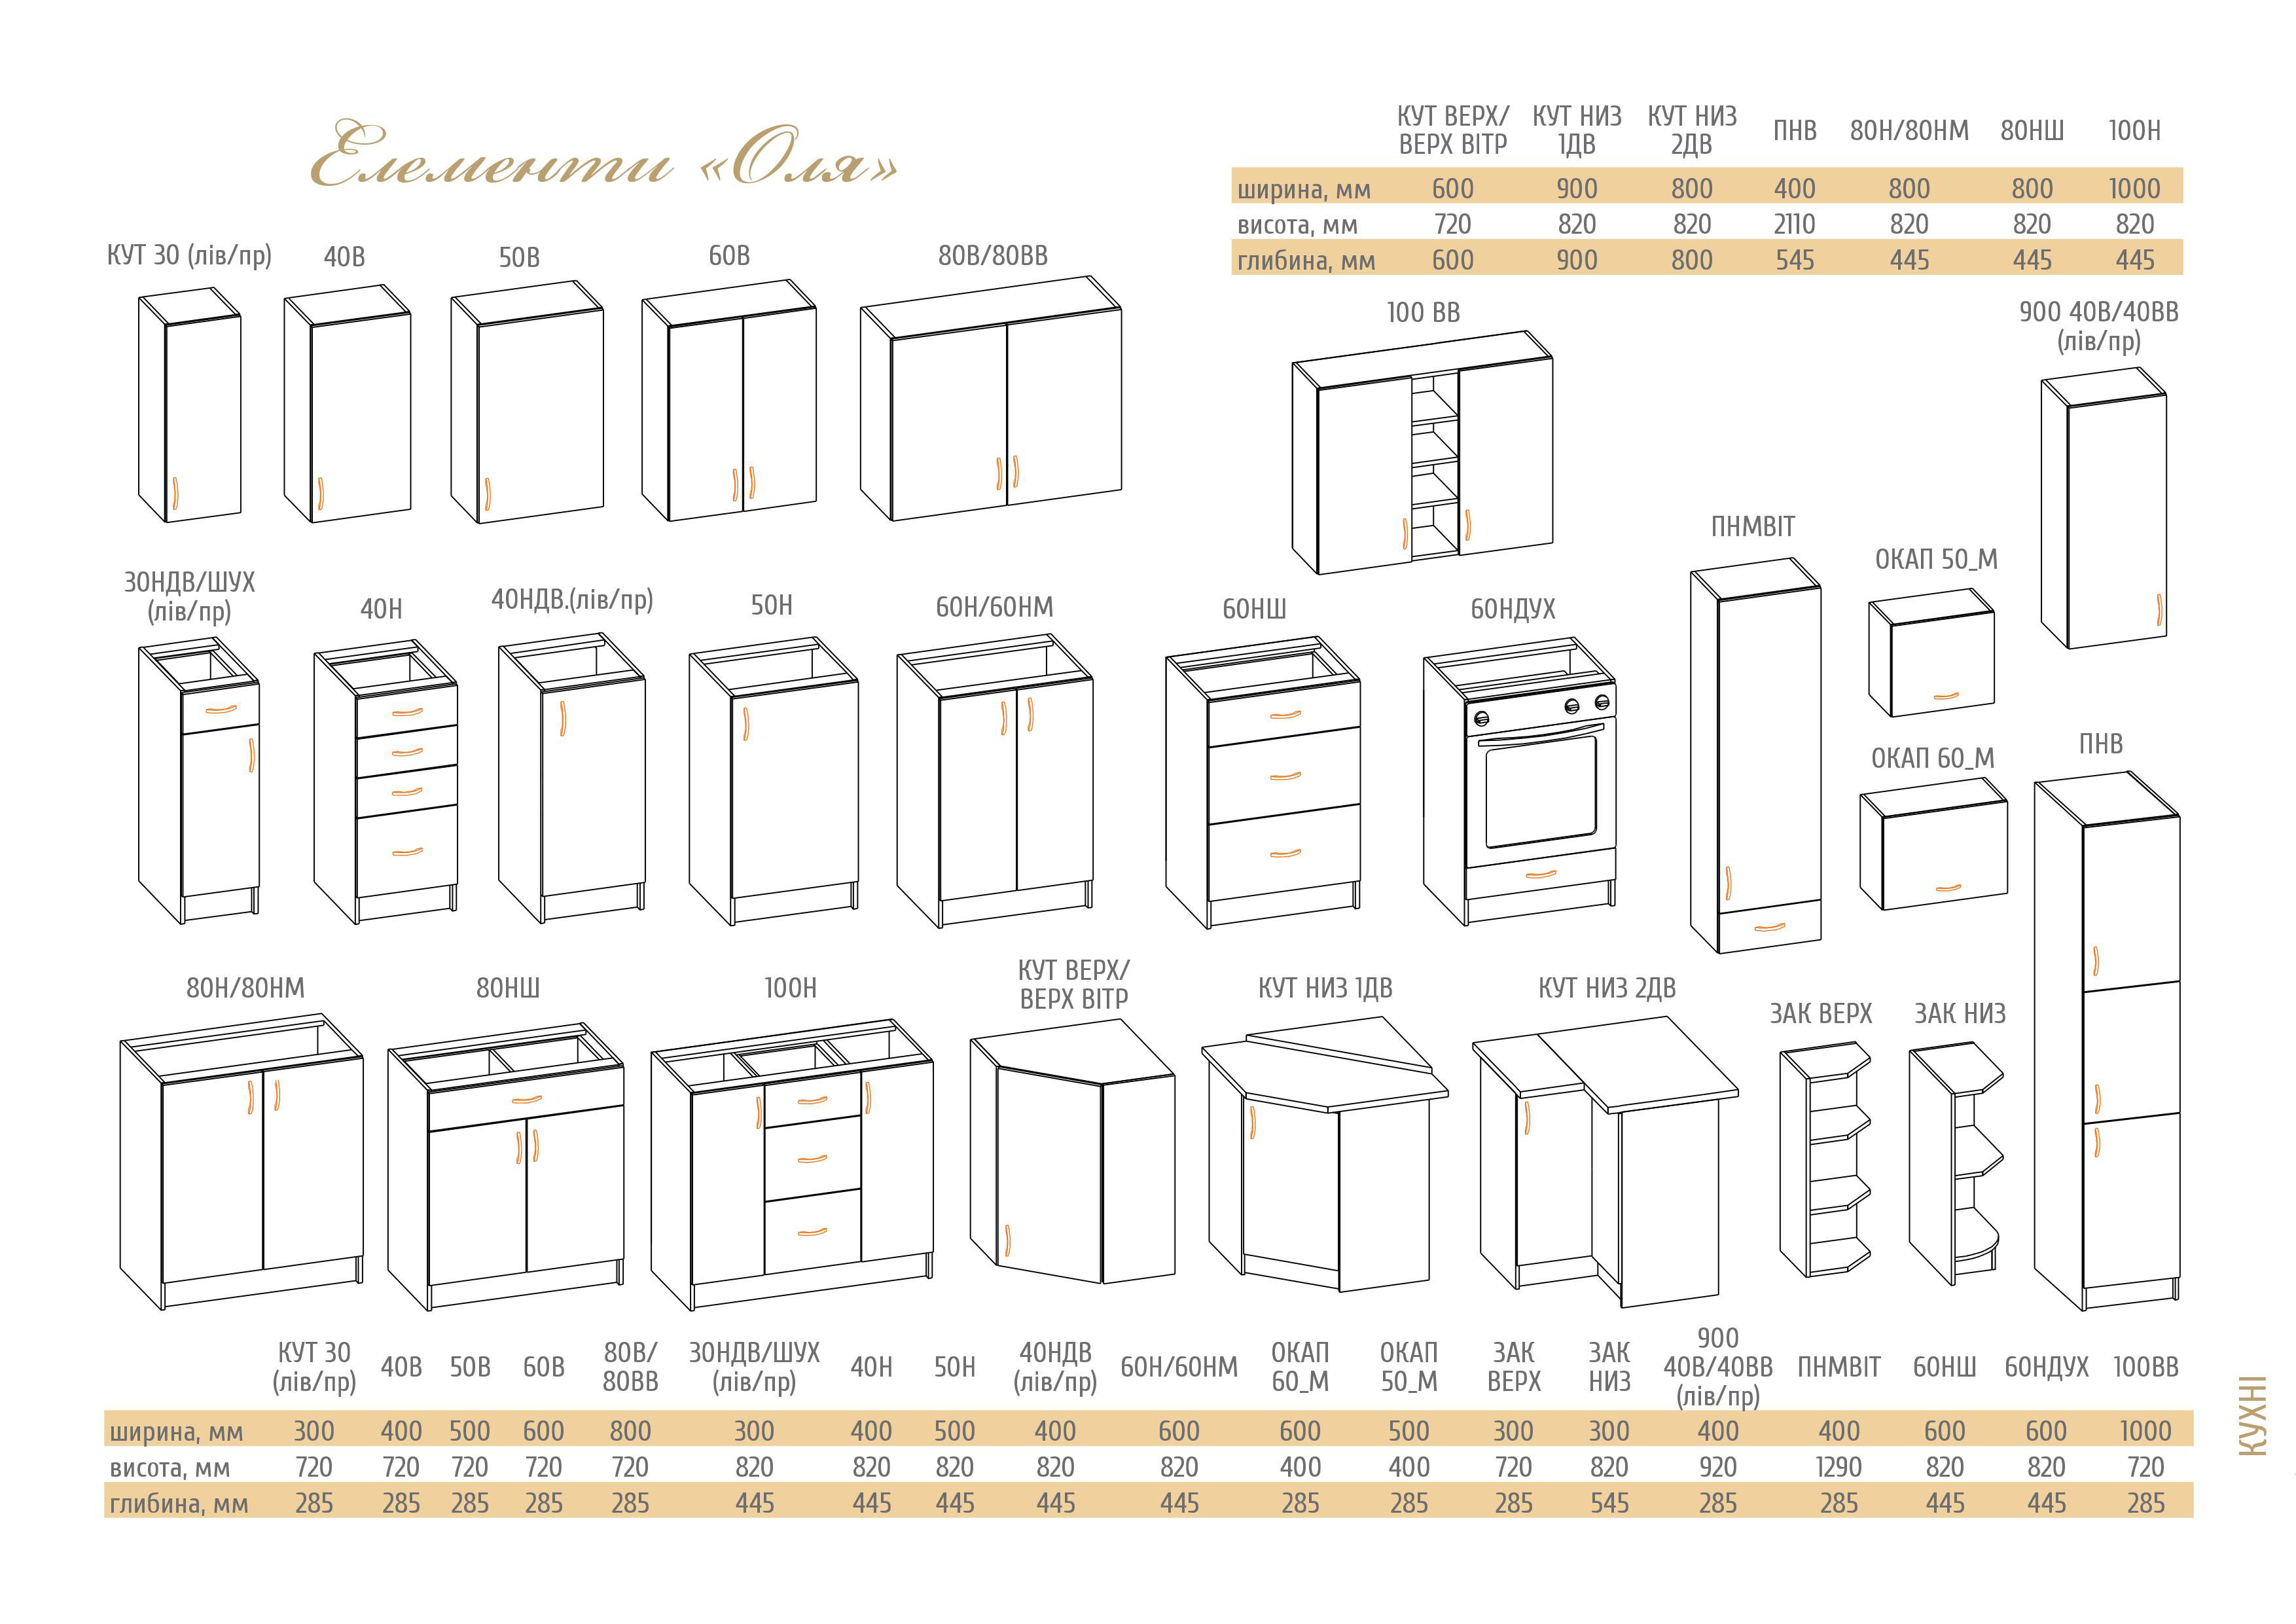 Елементи «Оля»
КУТ ВЕРХ/ КУТ НИЗ КУТ НИЗ ПНВ 80Н/80НМ 80НШ 100Н
ВЕРХ ВІТР 1ДВ 2ДВ
ширина, мм 600 900 800 400 800 800 1000
висота, мм 720 820 820 2110 820 820 820
глибина, мм 600 900 800 545 445 445 445
КУТ 30 (лів/пр) 40В 50В 60В 80В/80ВВ
100 ВВ
900 40В/40ВВ
(лів/пр)
ПНМВІТ
ОКАП 50_М
30НДВ/ШУХ
(лів/пр)
40Н
40НДВ.(лів/пр)
50Н
60Н/60НМ
60НШ
60НДУХ
ОКАП 60_М
ПНВ
80Н/80НМ
80НШ
100Н
КУТ ВЕРХ/
ВЕРХ ВІТР
КУТ НИЗ 1ДВ
КУТ НИЗ 2ДВ
ЗАК ВЕРХ
ЗАК НИЗ
900
КУТ 30 40В 50В 60В 80В/ 30НДВ/ШУХ 40Н 50Н 40НДВ 60Н/60НМ ОКАП ОКАП ЗАК ЗАК 40В/40ВВ ПНМВІТ 60НШ 60НДУХ 100ВВ
(лів/пр) 80ВВ (лів/пр) (лів/пр) 60_М 50_М ВЕРХ НИЗ (лів/пр)
ширина, мм 300 400 500 600 800 300 400 500 400 600 600 500 300 300 400 400 600 600 1000
висота, мм 720 720 720 720 720 820 820 820 820 820 400 400 720 820 920 1290 820 820 720
глибина, мм 285 285 285 285 285 445 445 445 445 445 285 285 285 545 285 285 445 445 285
КУХНІ